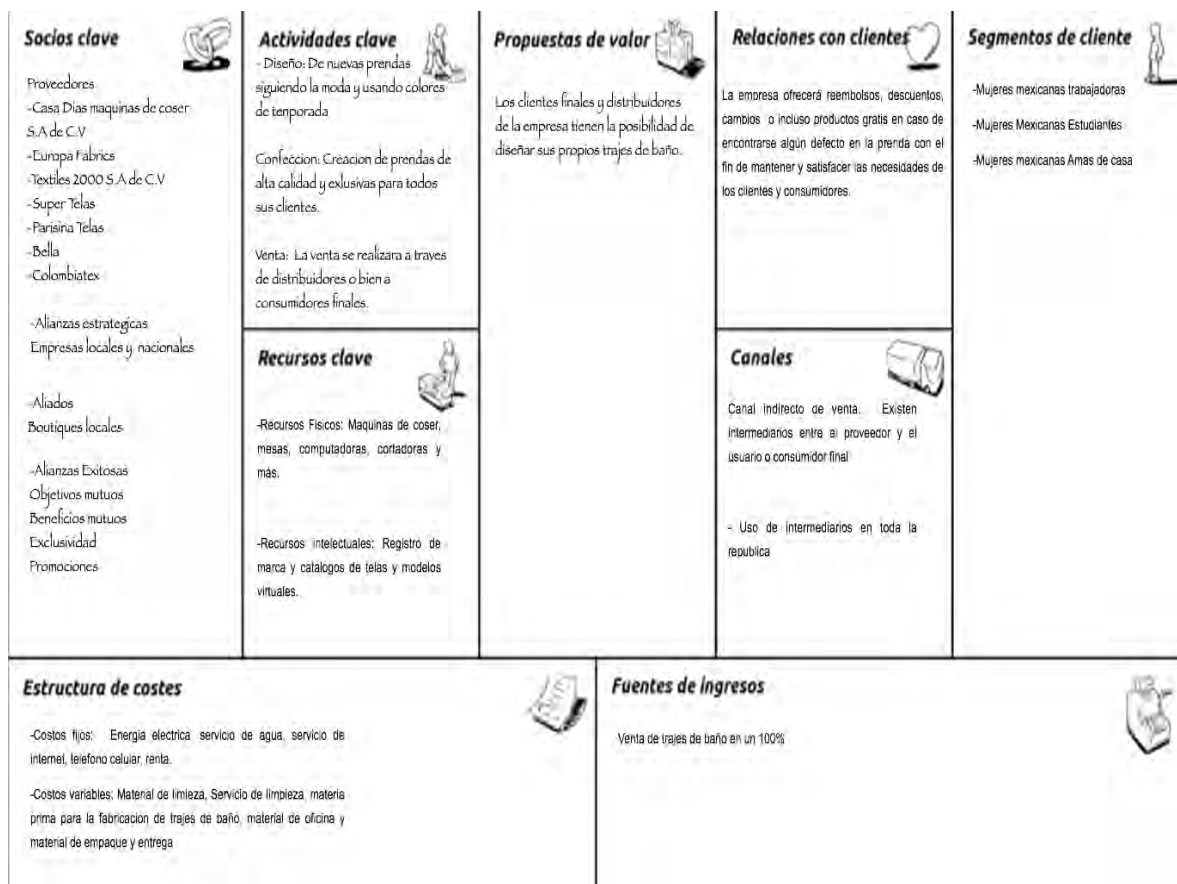 Socios clave
Proveedores
-Casa Dias maquinas de coser
S.A de C.V
-Europa Fabrics
-Textiles 2000 S.A de C.V
-Super Telas
-Parisina Telas
-Bella
-Colombiatex
-Alianzas estrategicas
Empresas locales y nacionales
-Aliados
Boutiques locales
-Alianzas Exitosas
Objetivos mutuos
Beneficios mutuos
Exclusividad
Promociones
Actividades clave
- Diseño: De nuevas prendas
siguiendo la moda y usando colores
de tenporada
Confeccion: Creacion de prendas de
alta calidad y exlusivas para todos
sus clientes.
Venta: La venta se realizara a traves
de distribuidores o bien a
consumidores finales.
Recursos clave
-Recursos Fisicos: Maquinas de coser,
mesas, computadoras, cortadoras y
más.
-Recursos intelectuales: Registro de
marca y catalogos de telas y modelos
virtuales.
Propuestas de valor
Los clientes finales y distribuidores
de la empresa tienen la posibilidad de
diseñar sus propios trajes de baño.
Relaciones con clientes
La empresa ofrecerá reembolsos, descuentos,
cambios o incluso productos gratis en caso de
encontrarse algún defecto en la prenda con el
fin de mantener y satisfacer las necesidades de
los clientes y consumidores.
Canales
Canal indirecto de venta. Existen
intermediarios entre el proveedor y el
usuario o consumidor final
- Uso de intermediarios en toda la
republica
Segmentos de cliente
-Mujeres mexicanas trabajadoras
-Mujeres Mexicanas Estudiantes
-Mujeres mexicanas Amas de casa
Estructura de costes
-Costos fijos: Energia electrica servicio de agua, servicio de
internet, telefono celular, renta.
-Costos variables: Material de limieza, Servicio de limpieza, materia
prima para la fabricacion de trajes de baño, material de oficina y
material de empaque y entrega
Fuentes de ingresos
Venta de trajes de baño en un 100%